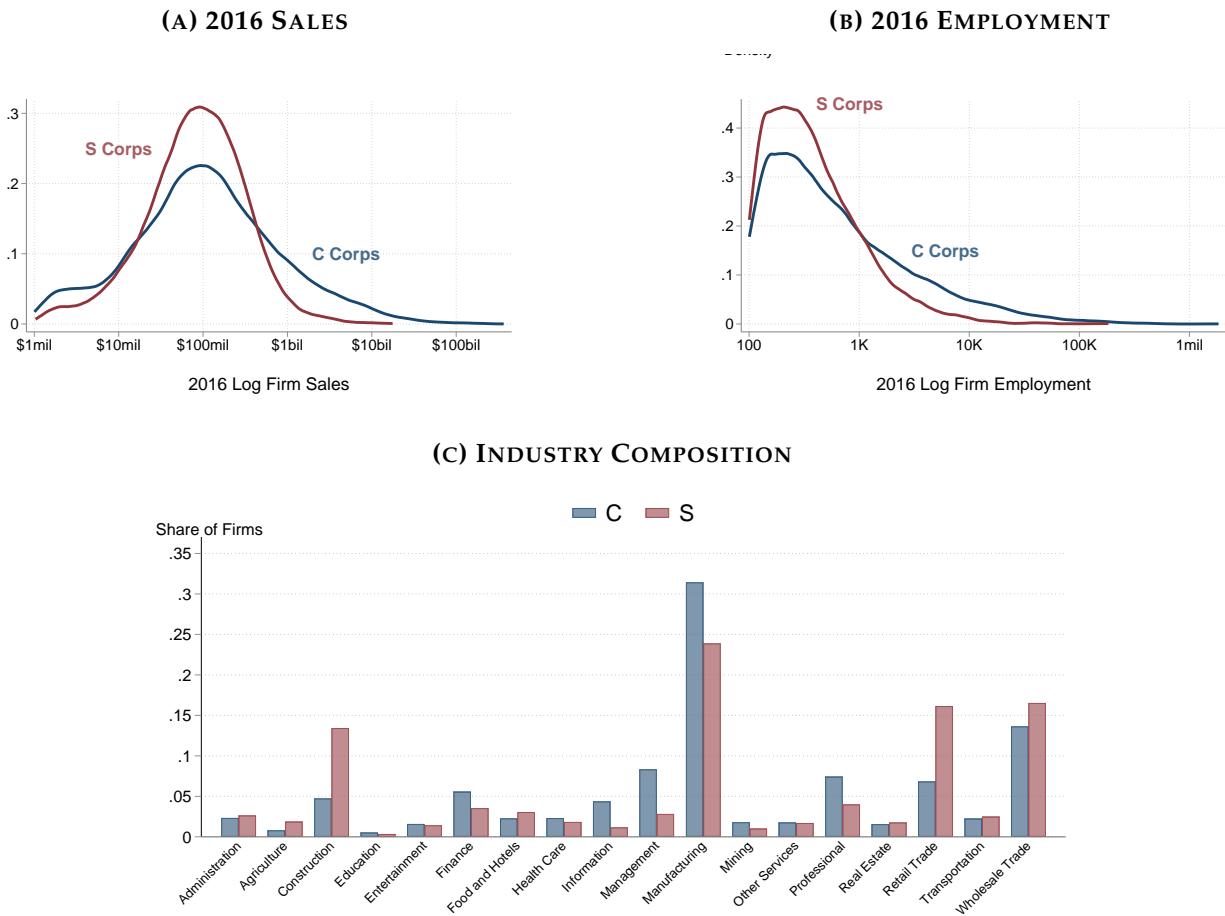 (A) 2016 SALES
S Corps
C Corps
.3
.2
.1
0
$1mil $10mil $100mil $1bil $10bil $100bil
2016 Log Firm Sales
(B) 2016 EMPLOYMENT
Density
S Corps
C Corps
.4
.3
.2
.1
0
100 1K 10K 100K 1mil
2016 Log Firm Employment
(C) INDUSTRY COMPOSITION
C S
Share of Firms
.35
.3
.25
.2
.15
.1
.05
0
Administration
Agriculture
Construction
Education
Entertainment
Finance
Food and Hotels
Health Care
Information
Management
Manufacturing
Mining
Other Services
Professional
Real Estate
Retail Trade
Transportation
Wholesale Trade